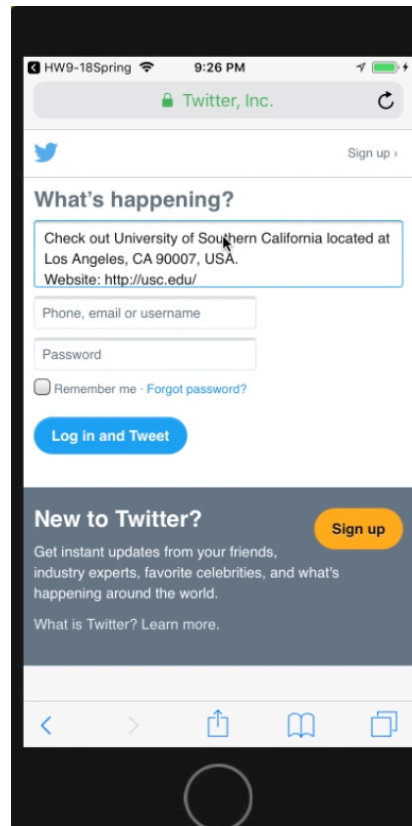 HW9-18Spring 9:26 PM
Twitter, Inc.
Sign up ›
What's happening?
Check out University of Southern California located at
Los Angeles, CA 90007, USA.
Website: http://usc.edu/
Phone, email or username
Password
Remember me · Forgot password?
Log in and Tweet
New to Twitter?
Sign up
Get instant updates from your friends,
industry experts, favorite celebrities, and what's
happening around the world.
What is Twitter? Learn more.